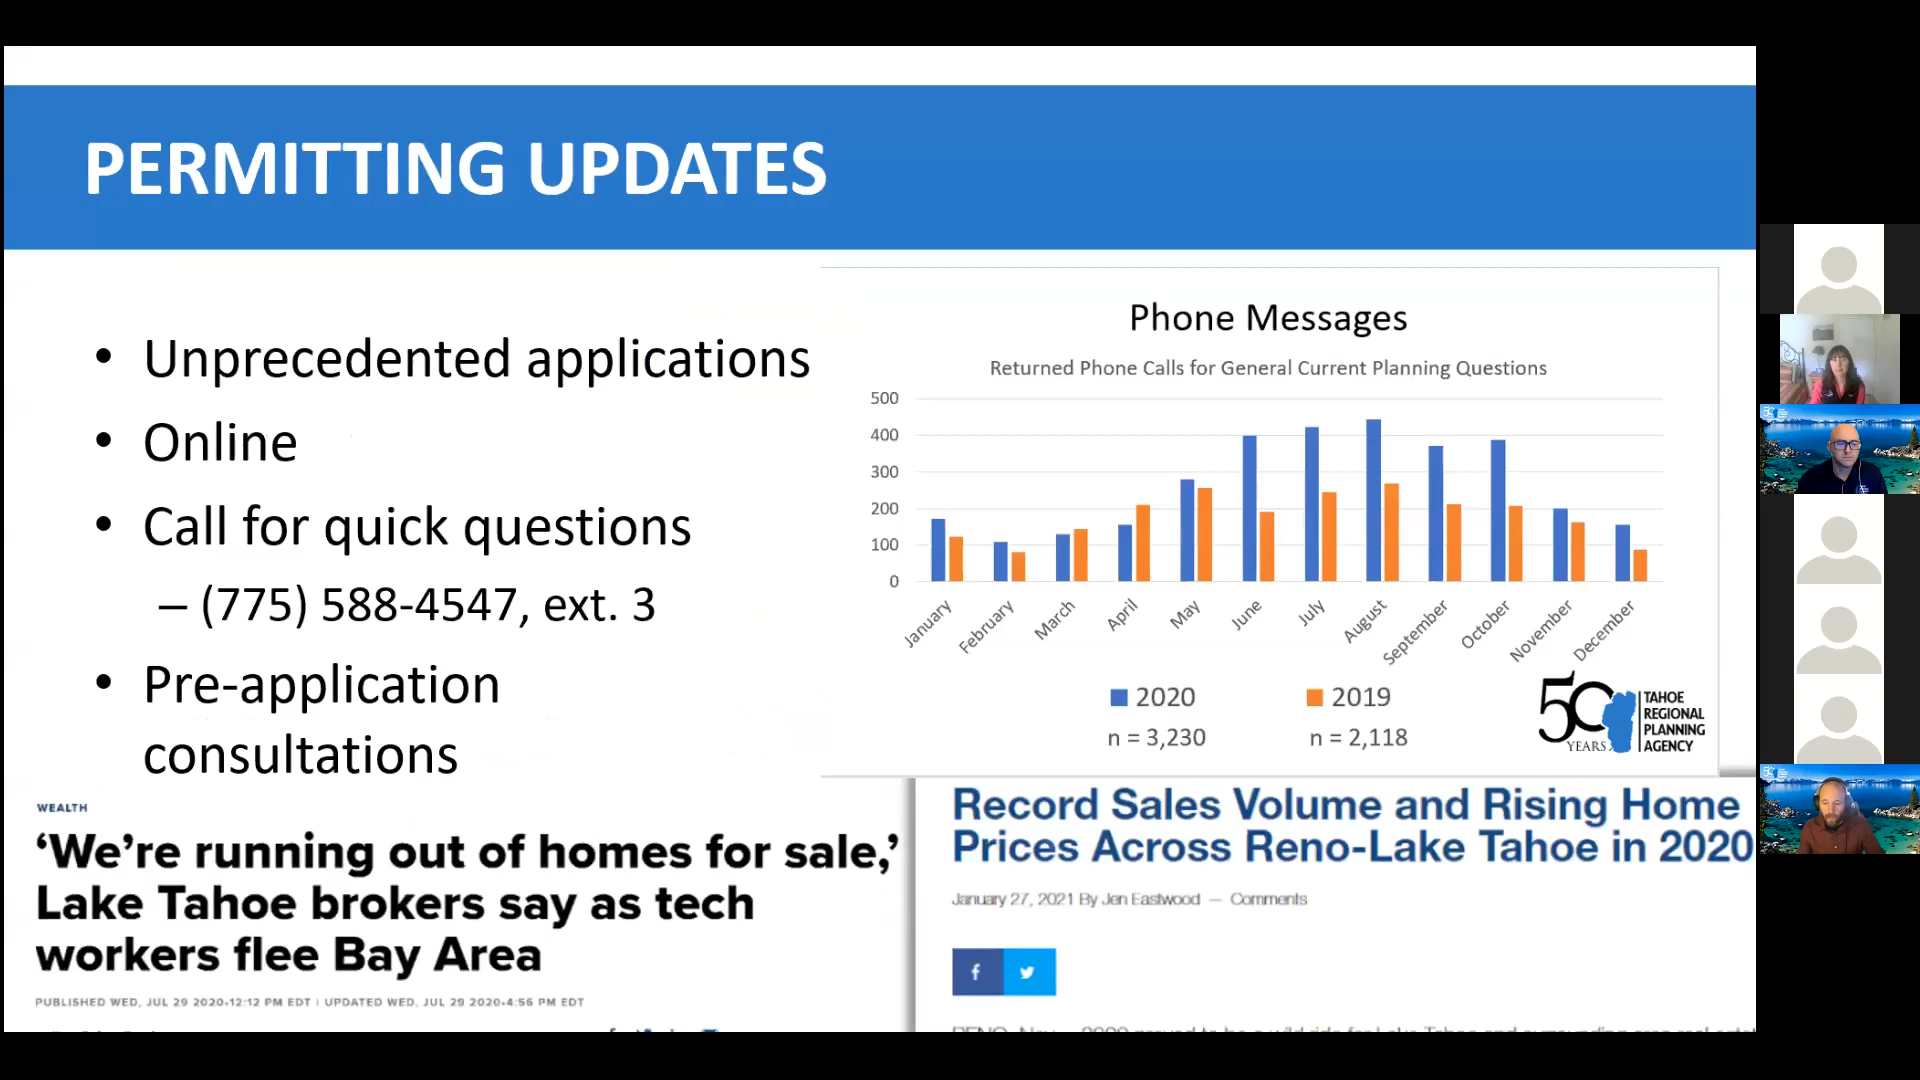 PERMITTING UPDATES
• Unprecedented applications
• Online
• Call for quick questions
– (775) 588-4547, ext. 3
• Pre-application
consultations
Phone Messages
Returned Phone Calls for General Current Planning Questions
500
400
300
200
100
0
January
February
March
April
May
June
July
August
September
October
November
December
2020
2019
n = 3,230
n = 2,118
50
YEARS
TAHOE
REGIONAL
PLANNING
AGENCY
WEALTH
‘We’re running out of homes for sale,’
Lake Tahoe brokers say as tech
workers flee Bay Area
PUBLISHED WED, JUL 29 2020•12:12 PM EDT | UPDATED WED, JUL 29 2020•4:56 PM EDT
Record Sales Volume and Rising Home
Prices Across Reno-Lake Tahoe in 2020
January 27, 2021 By Jen Eastwood — Comments
f